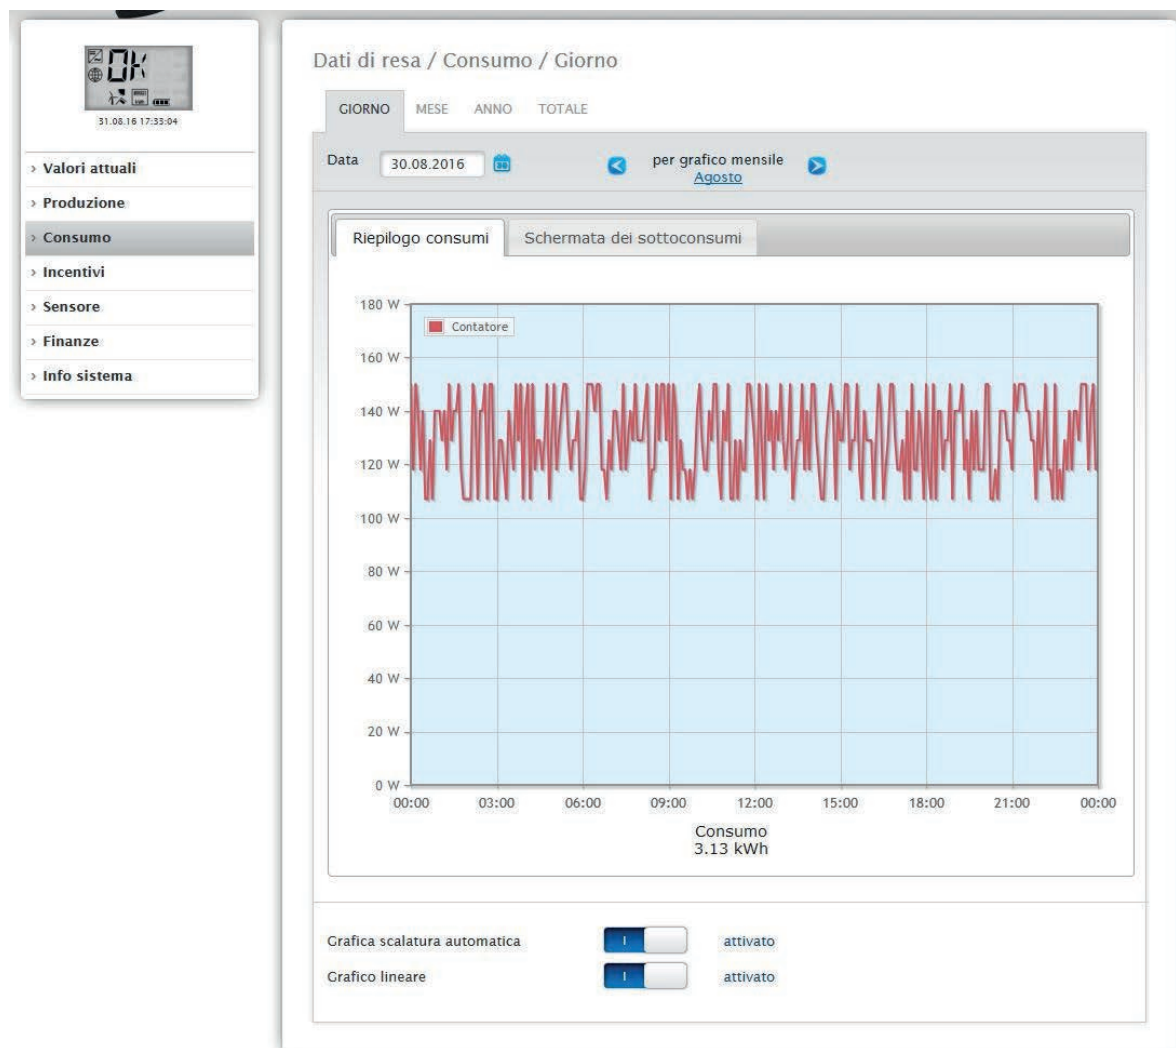 OK
31.08.16 17:33:04
› Valori attuali
› Produzione
› Consumo
› Incentivi
› Sensore
› Finanze
› Info sistema
Dati di resa / Consumo / Giorno
GIORNO MESE ANNO TOTALE
Data 30.08.2016 per grafico mensile
Agosto
Riepilogo consumi Schermata dei sottoconsumi
Contatore
180 W
160 W
140 W
120 W
100 W
80 W
60 W
40 W
20 W
0 W
00:00 03:00 06:00 09:00 12:00 15:00 18:00 21:00 00:00
Consumo
3.13 kWh
Grafica scalatura automatica I attivato
Grafico lineare I attivato